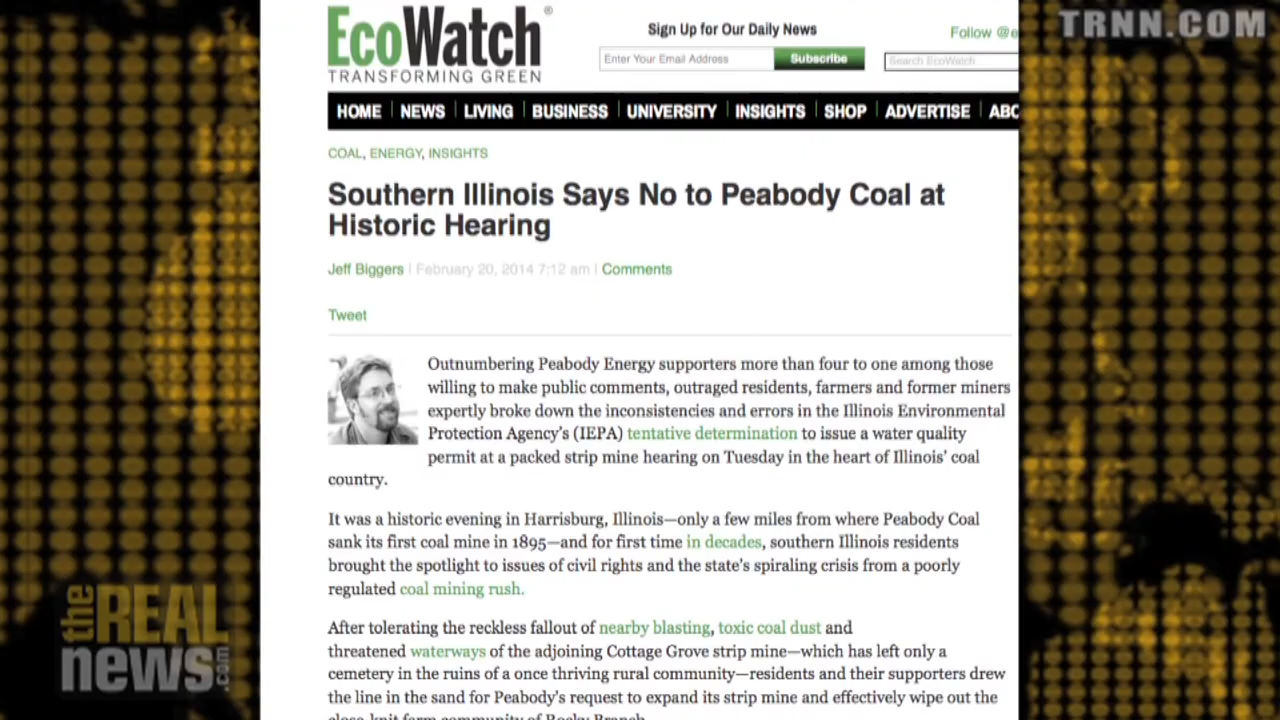 EcoWatch®
TRANSFORMING GREEN
Sign Up for Our Daily News
Enter Your Email Address
Subscribe
Follow @e
Search EcoWatch
TRNN.COM
HOME NEWS LIVING BUSINESS UNIVERSITY INSIGHTS SHOP ADVERTISE ABO
COAL, ENERGY, INSIGHTS
Southern Illinois Says No to Peabody Coal at
Historic Hearing
Jeff Biggers | February 20, 2014 7:12 am | Comments
Tweet
Outnumbering Peabody Energy supporters more than four to one among those
willing to make public comments, outraged residents, farmers and former miners
expertly broke down the inconsistencies and errors in the Illinois Environmental
Protection Agency's (IEPA) tentative determination to issue a water quality
permit at a packed strip mine hearing on Tuesday in the heart of Illinois' coal
country.
It was a historic evening in Harrisburg, Illinois—only a few miles from where Peabody Coal
sank its first coal mine in 1895—and for first time in decades, southern Illinois residents
brought the spotlight to issues of civil rights and the state's spiraling crisis from a poorly
regulated coal mining rush.
After tolerating the reckless fallout of nearby blasting, toxic coal dust and
threatened waterways of the adjoining Cottage Grove strip mine—which has left only a
cemetery in the ruins of a once thriving rural community—residents and their supporters drew
the line in the sand for Peabody's request to expand its strip mine and effectively wipe out the
close-knit farm community of Rocky Branch.
the REAL
news.com